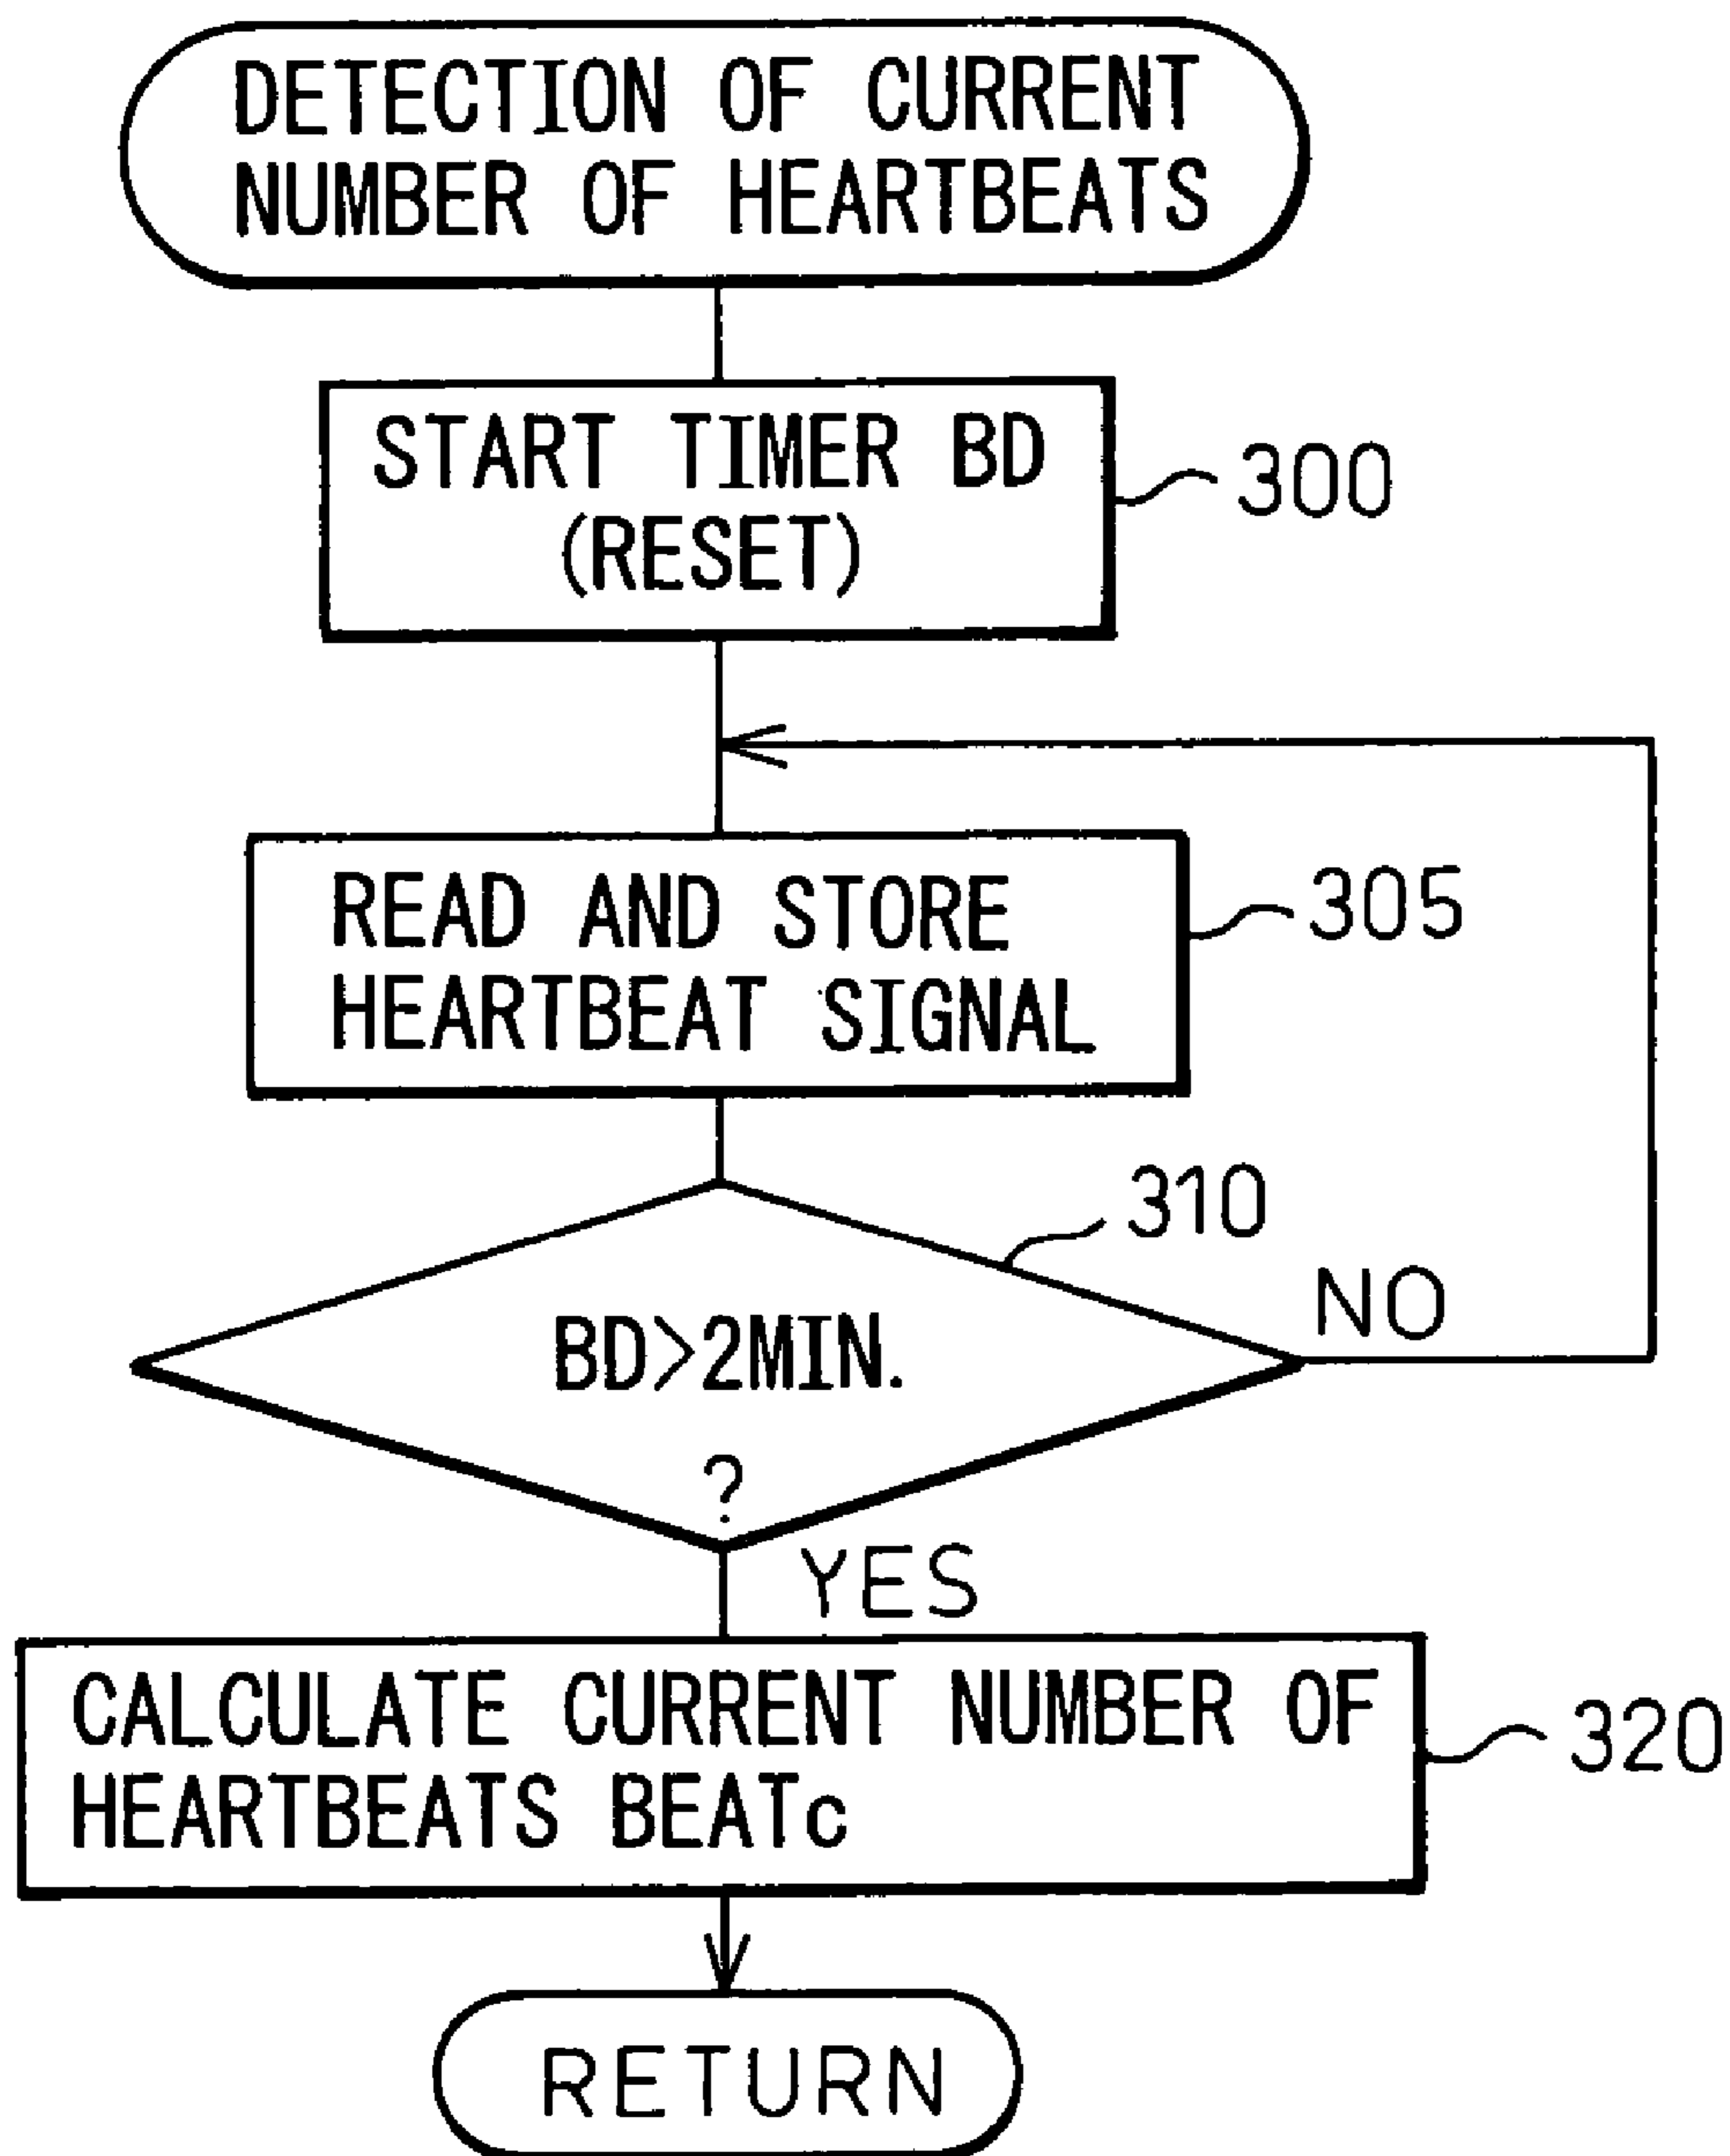 DETECTION OF CURRENT
NUMBER OF HEARTBEATS
START TIMER BD
(RESET)
300
READ AND STORE
HEARTBEAT SIGNAL
305
310
BD>2MIN.
?
NO
YES
CALCULATE CURRENT NUMBER OF
HEARTBEATS BEATc
320
RETURN